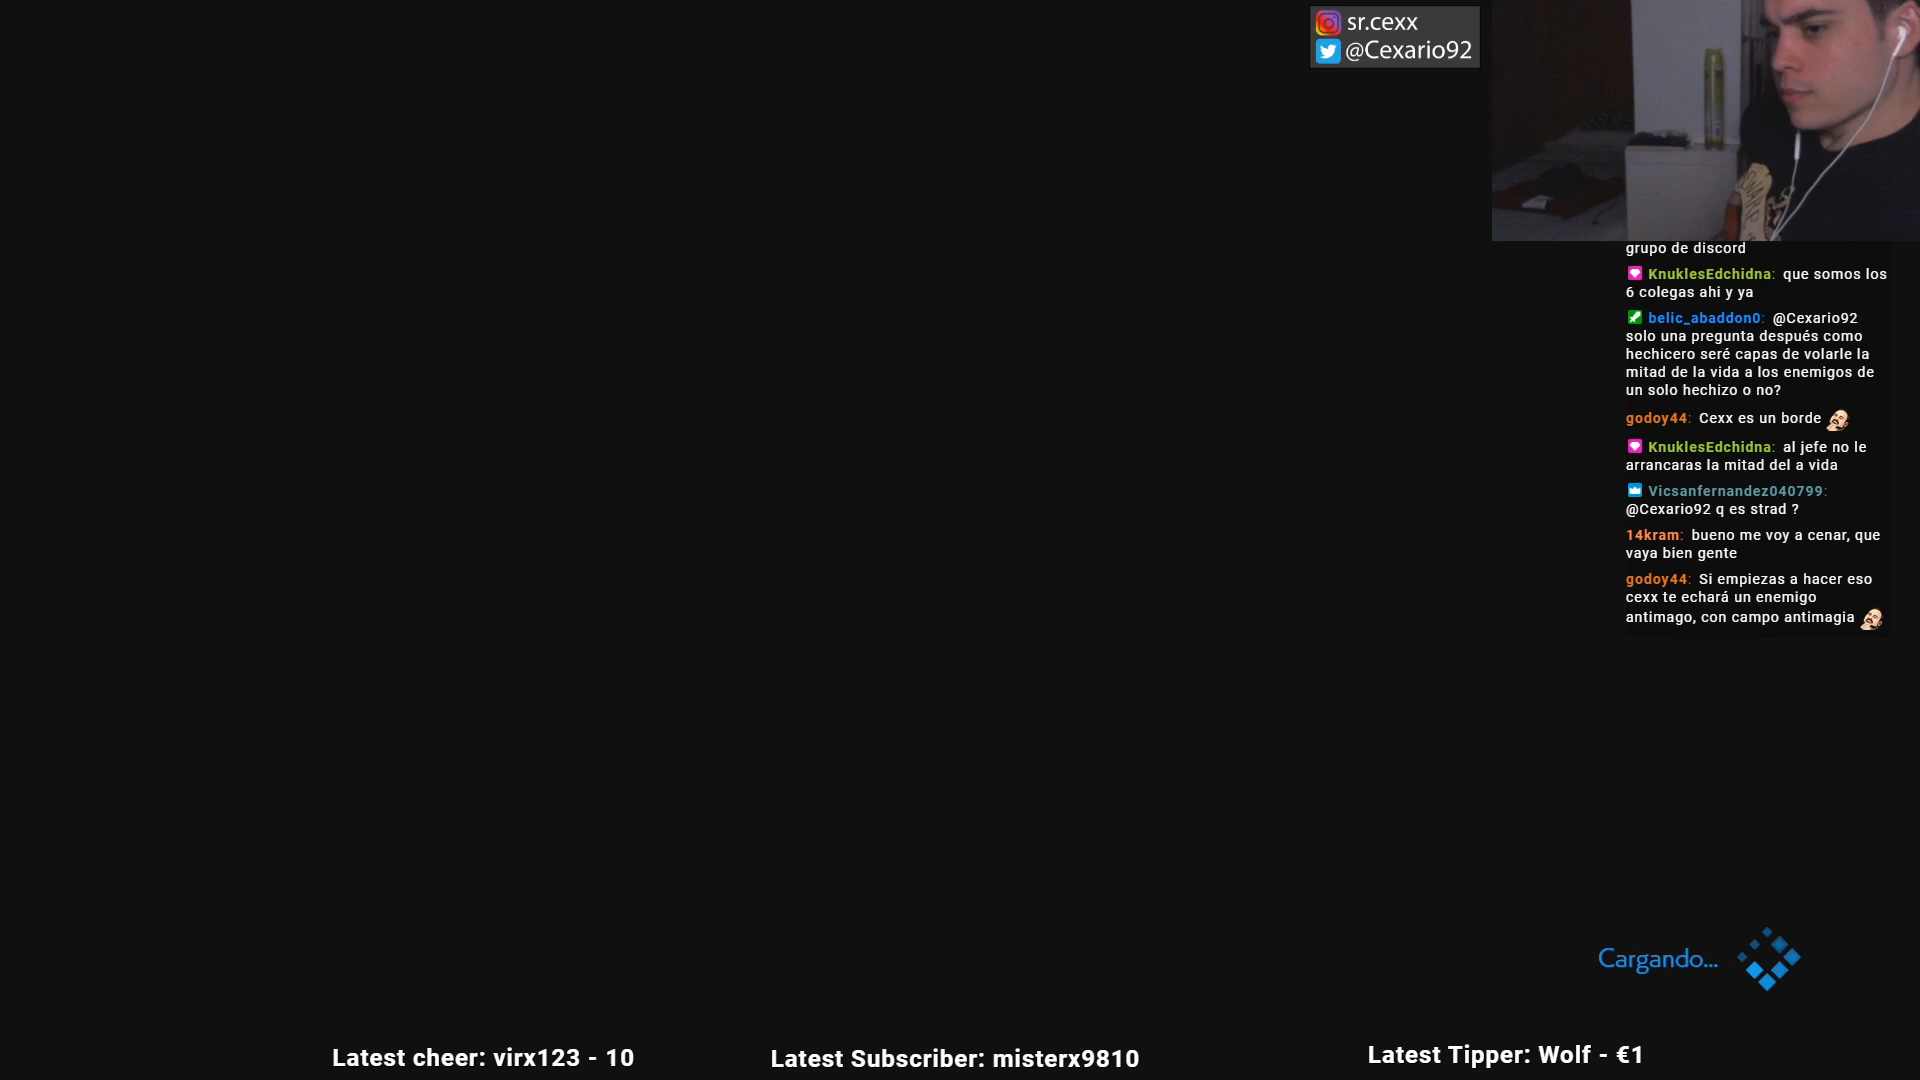 sr.cexx
@Cexario92
grupo de discord
KnuklesEdchidna: que somos los
6 colegas ahi y ya
belic_abaddon0: @Cexario92
solo una pregunta después como
hechicero seré capas de volarle la
mitad de la vida a los enemigos de
un solo hechizo o no?
godoy44: Cexx es un borde
KnuklesEdchidna: al jefe no le
arrancaras la mitad del a vida
Vicsanfernandez040799:
@Cexario92 q es strad ?
14kram: bueno me voy a cenar, que
vaya bien gente
godoy44: Si empiezas a hacer eso
cexx te echará un enemigo
antimago, con campo antimagia
Cargando...
Latest cheer: virx123 - 10
Latest Subscriber: misterx9810
Latest Tipper: Wolf - €1